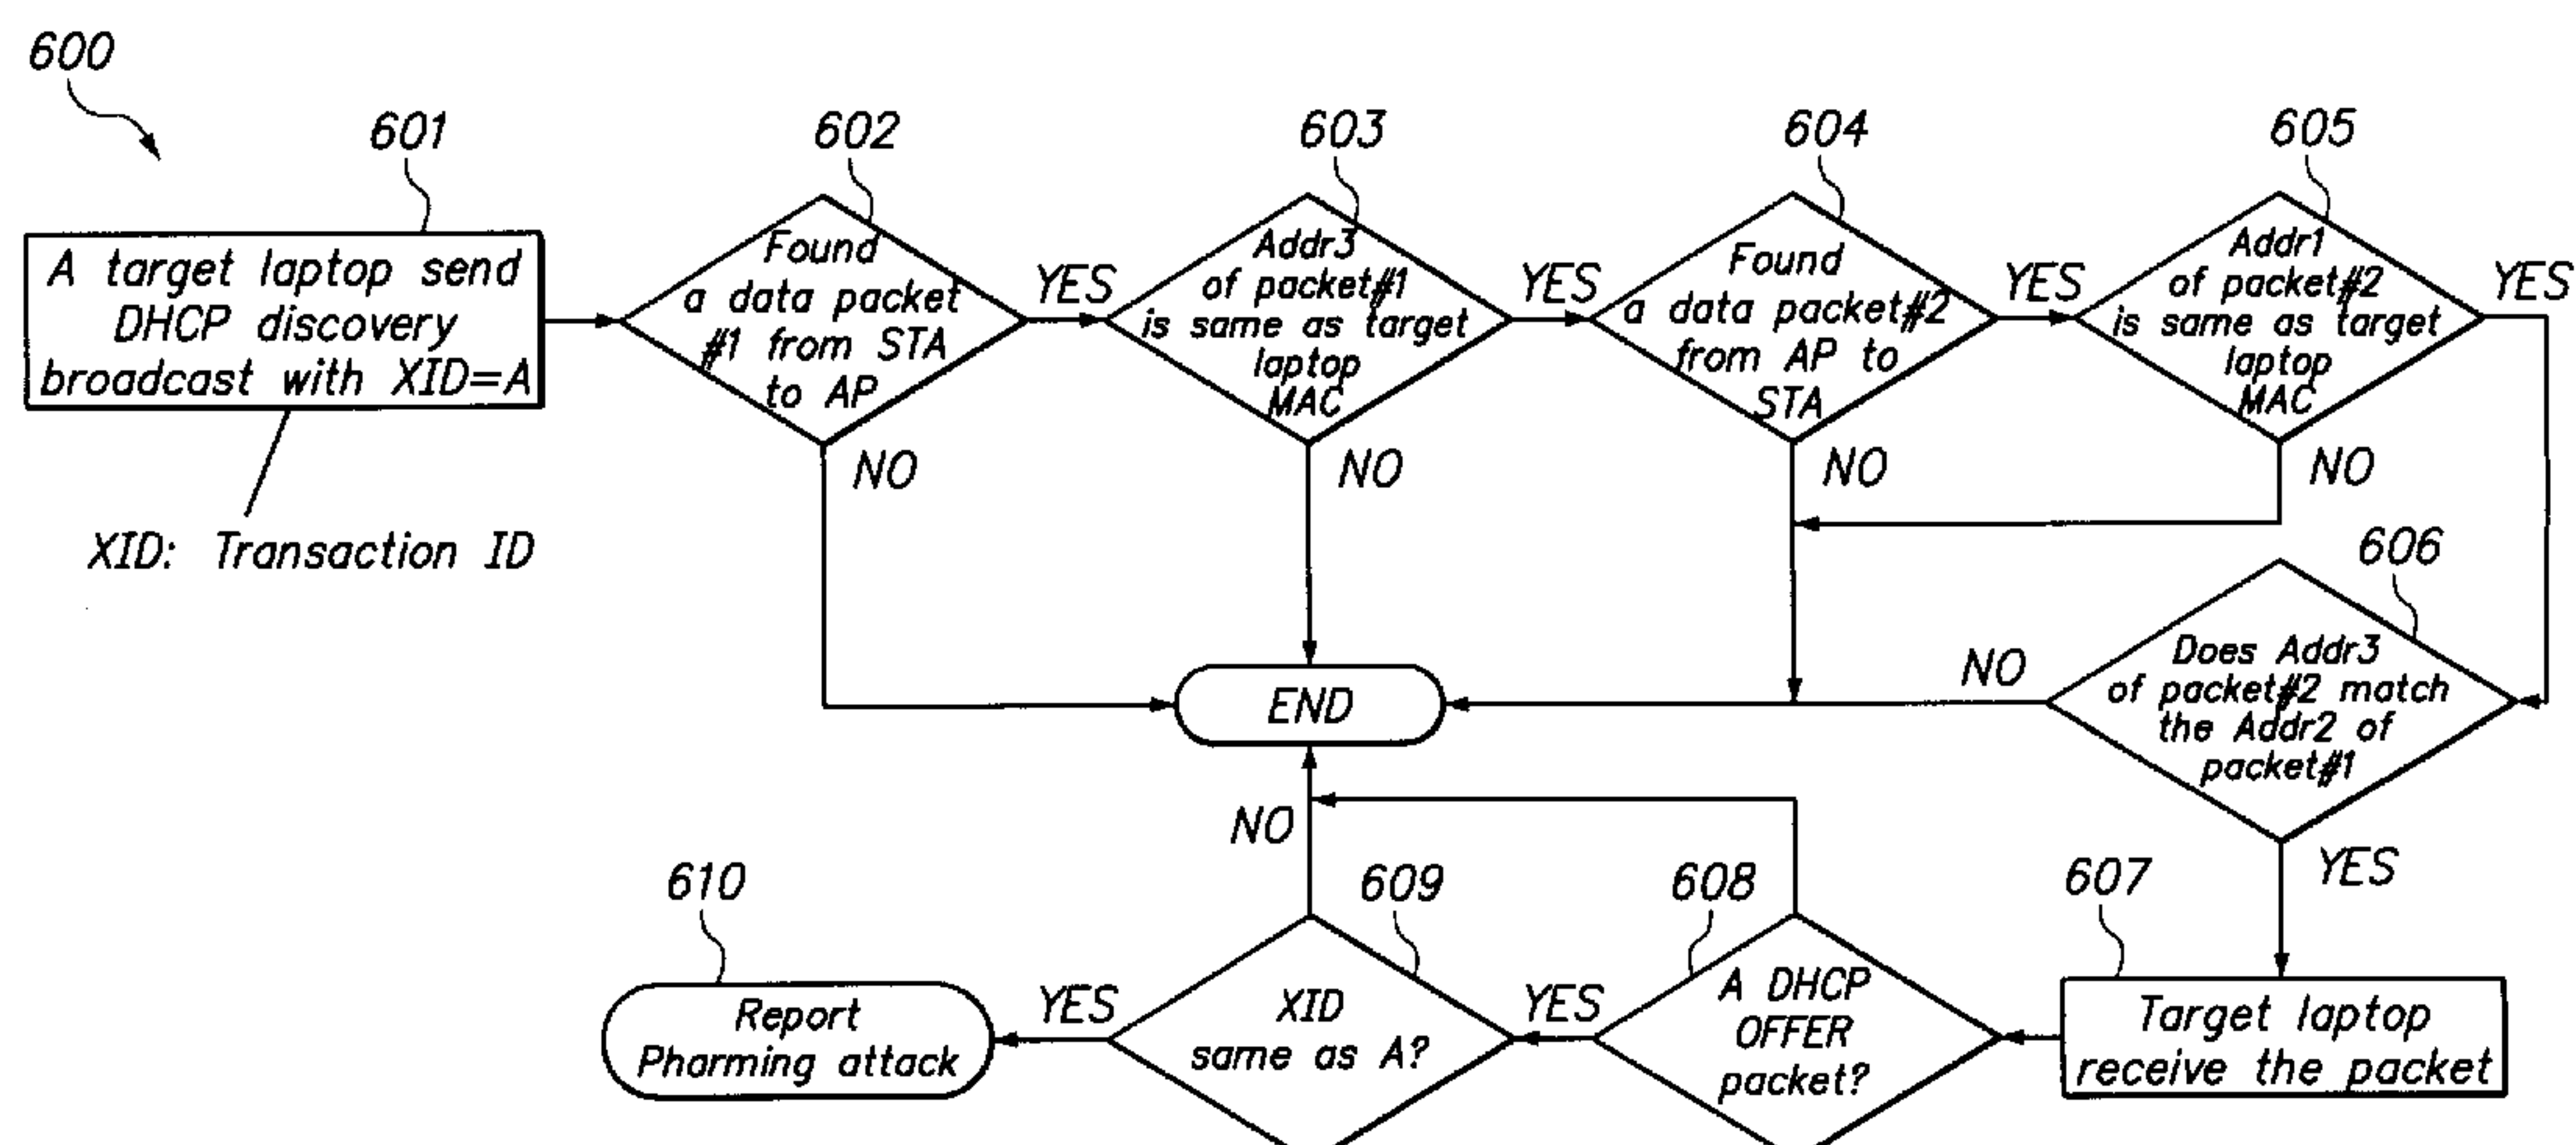 600
601
A target laptop send
DHCP discovery
broadcast with XID=A
XID: Transaction ID
602
Found
a data packet
#1 from STA
to AP
YES
NO
603
Addr3
of packet#1
is same as target
laptop
MAC
YES
NO
604
Found
a data packet#2
from AP to
STA
YES
NO
605
Addr1
of packet#2
is same as target
laptop
MAC
YES
NO
606
Does Addr3
of packet#2 match
the Addr2 of
packet#1
NO
YES
END
607
Target laptop
receive the packet
608
A DHCP
OFFER
packet?
YES
609
XID
same as A?
NO
YES
610
Report
Pharming attack